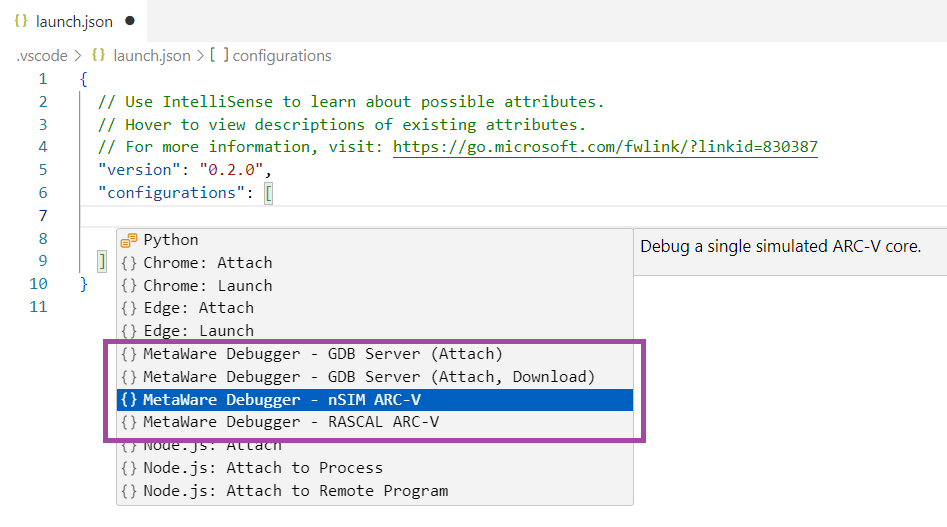 {} launch.json ●
.vscode > {} launch.json > [ ] configurations
1 {
2 // Use IntelliSense to learn about possible attributes.
3 // Hover to view descriptions of existing attributes.
4 // For more information, visit: https://go.microsoft.com/fwlink/?linkid=830387
5 "version": "0.2.0",
6 "configurations": [
7
8
9 ]
10 }
11
Python
{} Chrome: Attach
{} Chrome: Launch
{} Edge: Attach
{} Edge: Launch
{} MetaWare Debugger - GDB Server (Attach)
{} MetaWare Debugger - GDB Server (Attach, Download)
{} MetaWare Debugger - nSIM ARC-V
{} MetaWare Debugger - RASCAL ARC-V
{} Node.js: Attach
{} Node.js: Attach to Process
{} Node.js: Attach to Remote Program
Debug a single simulated ARC-V core.